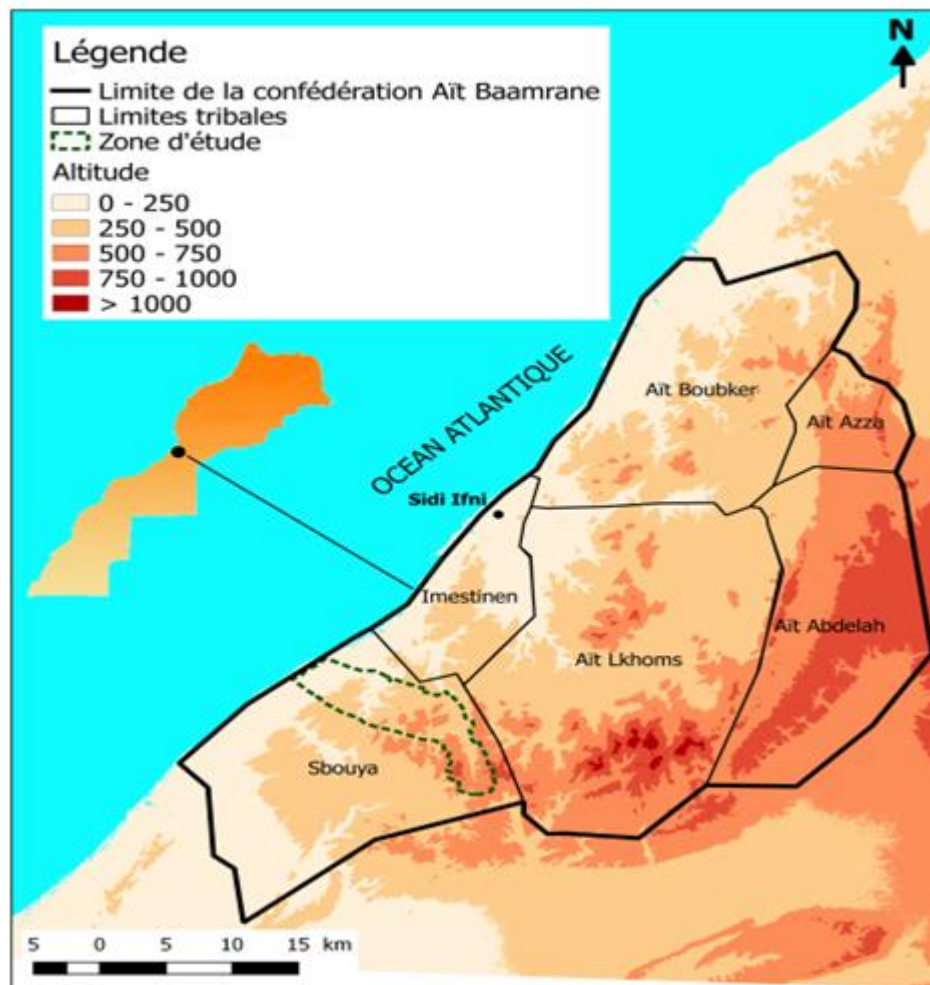 N
Légende
Limite de la confédération Aït Baamrane
Limites tribales
Zone d'étude
Altitude
0 - 250
250 - 500
500 - 750
750 - 1000
> 1000
OCEAN ATLANTIQUE
Aït Boubker
Aït Azza
Sidi Ifni
Imestinen
Aït Abdelah
Aït Lkhoms
Sbouya
5 0 5 10 15 km